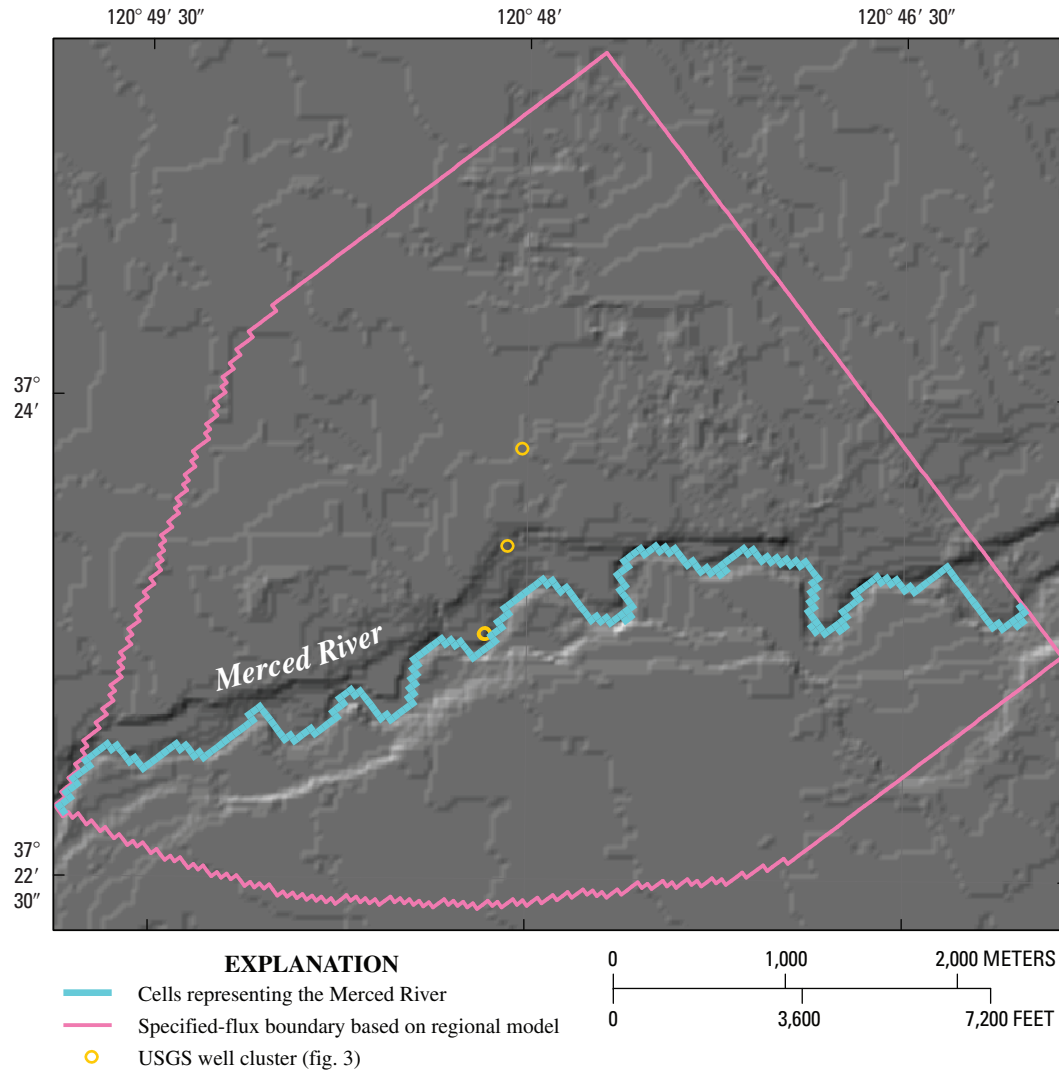 120° 49′ 30″ 120° 48′ 120° 46′ 30″
37°
24′
Merced River
37°
22′
30″
EXPLANATION
Cells representing the Merced River
Specified-flux boundary based on regional model
USGS well cluster (fig. 3)
0 1,000 2,000 METERS
0 3,600 7,200 FEET